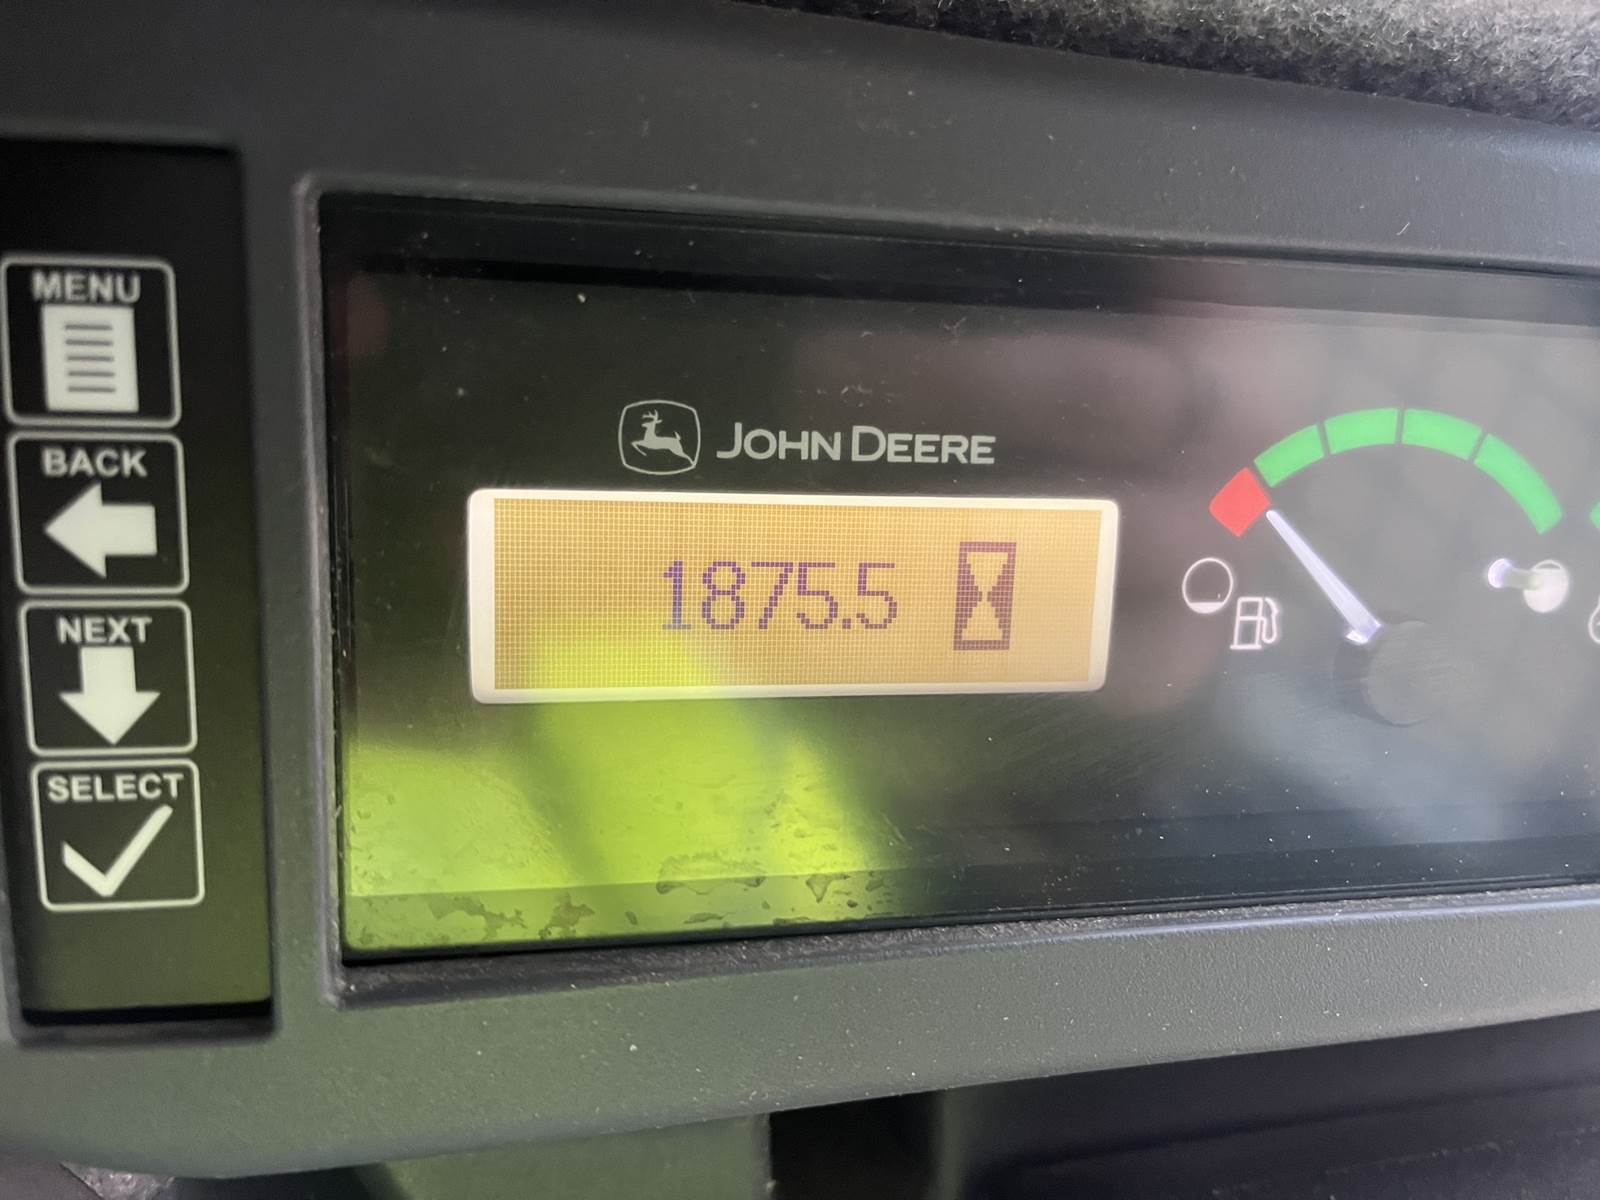 MENU
BACK
NEXT
SELECT
JOHN DEERE
1875.5